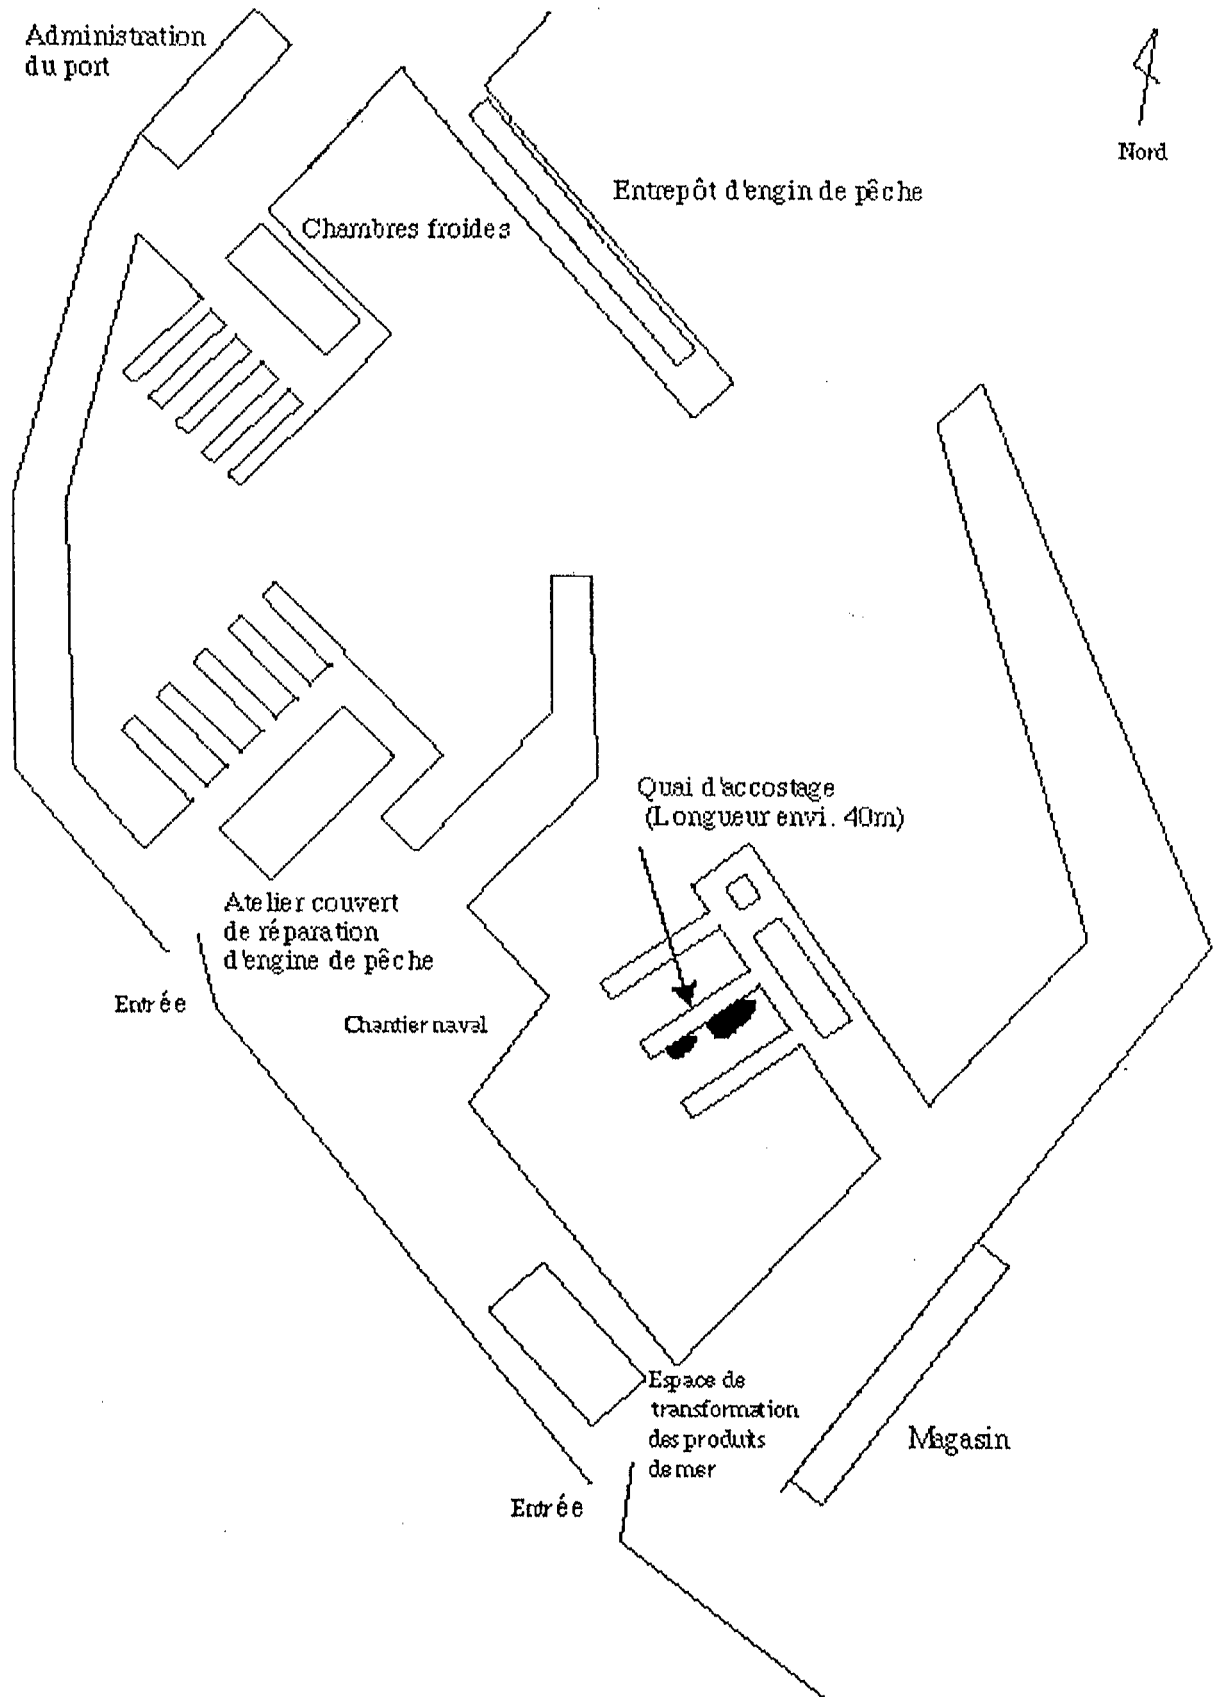 Administration
du port
Nord
Entrepôt d'engin de pêche
Chambres froides
Quai d'accostage
(Longueur envi. 40m)
Atelier couvert
de réparation
d'engine de pêche
Entrée
Chantier naval
Espace de
transformation
des produits
de mer
Magasin
Entrée